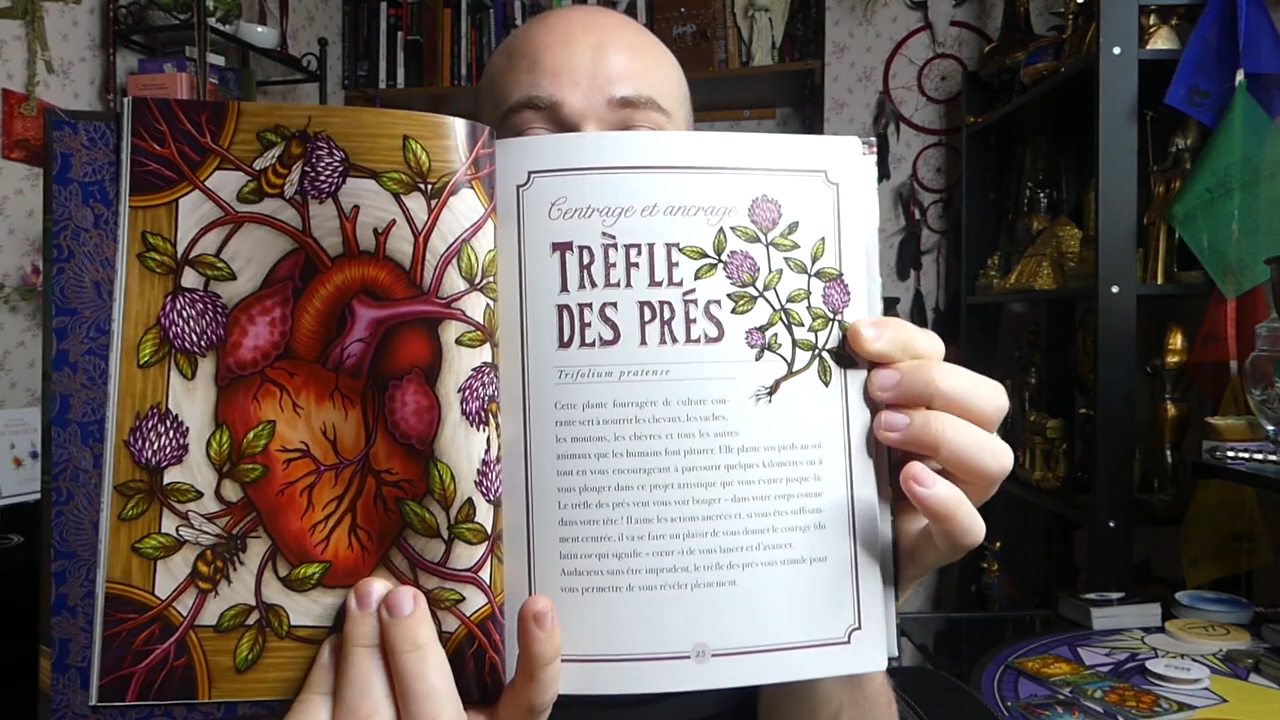 Centrage et ancrage
TRÈFLE
DES PRÉS
Trifolium pratense
Cette plante fourragère de culture cou-
rante sert à nourrir les chevaux, les vaches,
les moutons, les chèvres et tous les autres
animaux que les humains font pâturer. Elle plante vos pieds au sol
tout en vous encourageant à parcourir quelques kilomètres ou à
vous plonger dans ce projet artistique que vous évitiez jusque-là.
Le trèfle des prés veut vous voir bouger – dans votre corps comme
dans votre tête ! Il aime les actions ancrées et, si vous êtes suffisam-
ment centrée, il va se faire un plaisir de vous donner le courage (du
latin cor qui signifie « cœur ») de vous lancer et d'avancer.
Audacieux sans être imprudent, le trèfle des prés vous stimule pour
vous permettre de vous révéler pleinement.
25